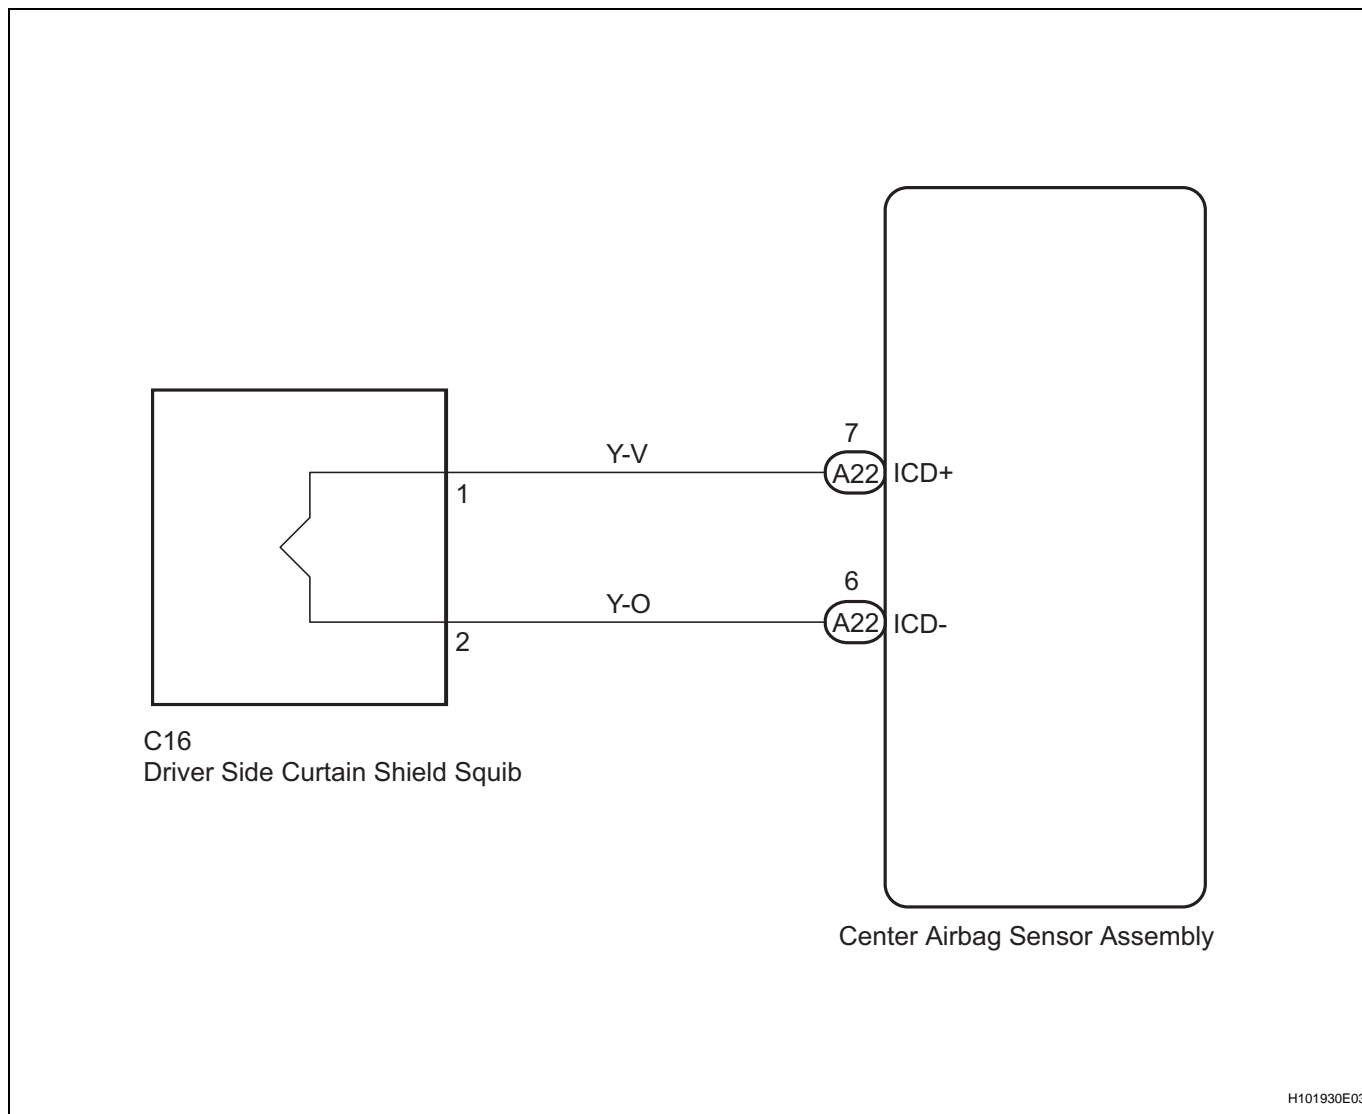 7
Y-V
A22 ICD+
1
6
Y-O
A22 ICD-
2
C16
Driver Side Curtain Shield Squib
Center Airbag Sensor Assembly
H101930E03